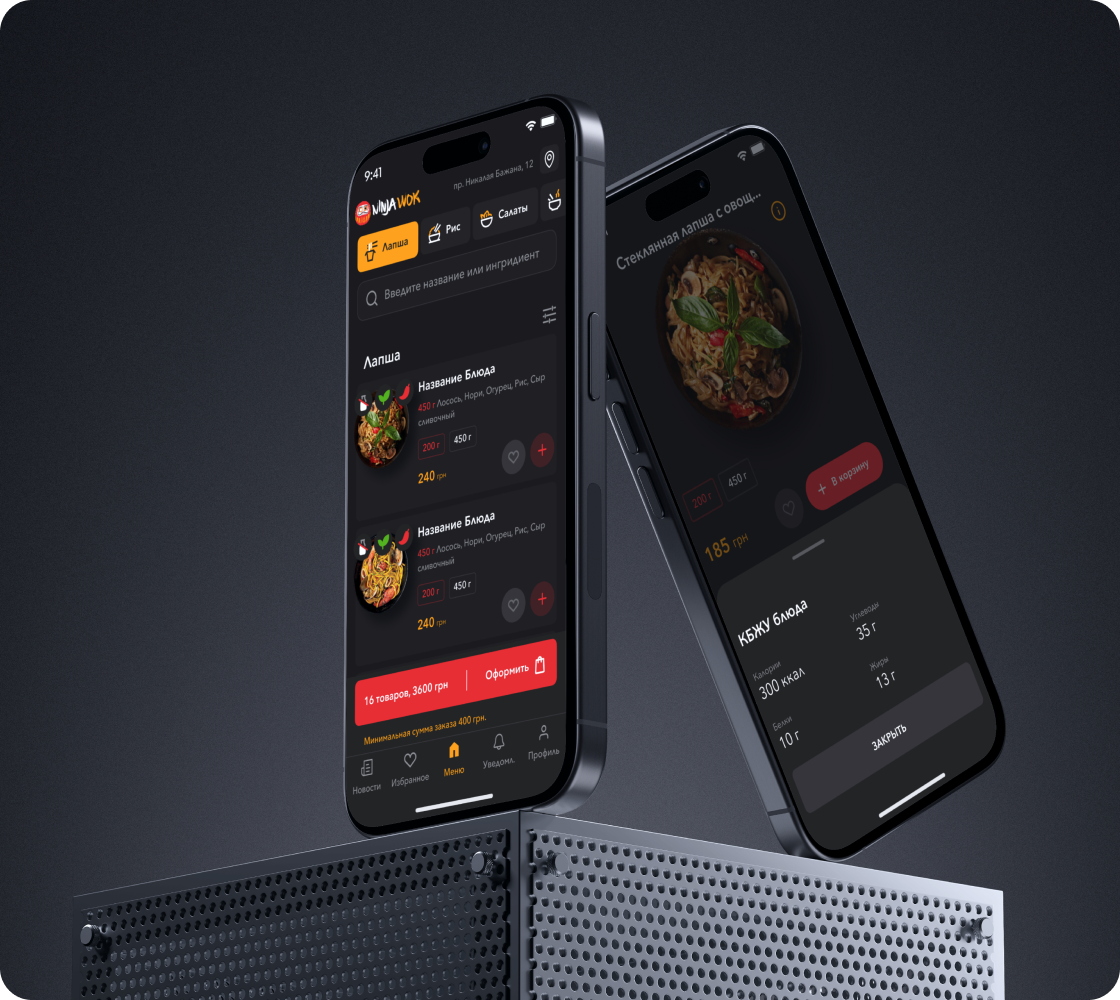 9:41
пр. Николая Бажана, 12
NINJA WOK
Лапша
Рис
Салаты
Введите название или ингридиент
Лапша
Название Блюда
450 г Лосось, Нори, Огурец, Рис, Сыр
сливочный
200 г
450 г
240 грн
Название Блюда
450 г Лосось, Нори, Огурец, Рис, Сыр
сливочный
200 г
450 г
240 грн
16 товаров, 3600 грн
Оформить
Минимальная сумма заказа 400 грн.
Новости
Избранное
Меню
Уведомл.
Профиль
Стеклянная лапша с овощ...
200 г
450 г
В корзину
185 грн
КБЖУ блюда
Калории
300 ккал
Углеводы
35 г
Белки
10 г
Жиры
13 г
ЗАКРЫТЬ